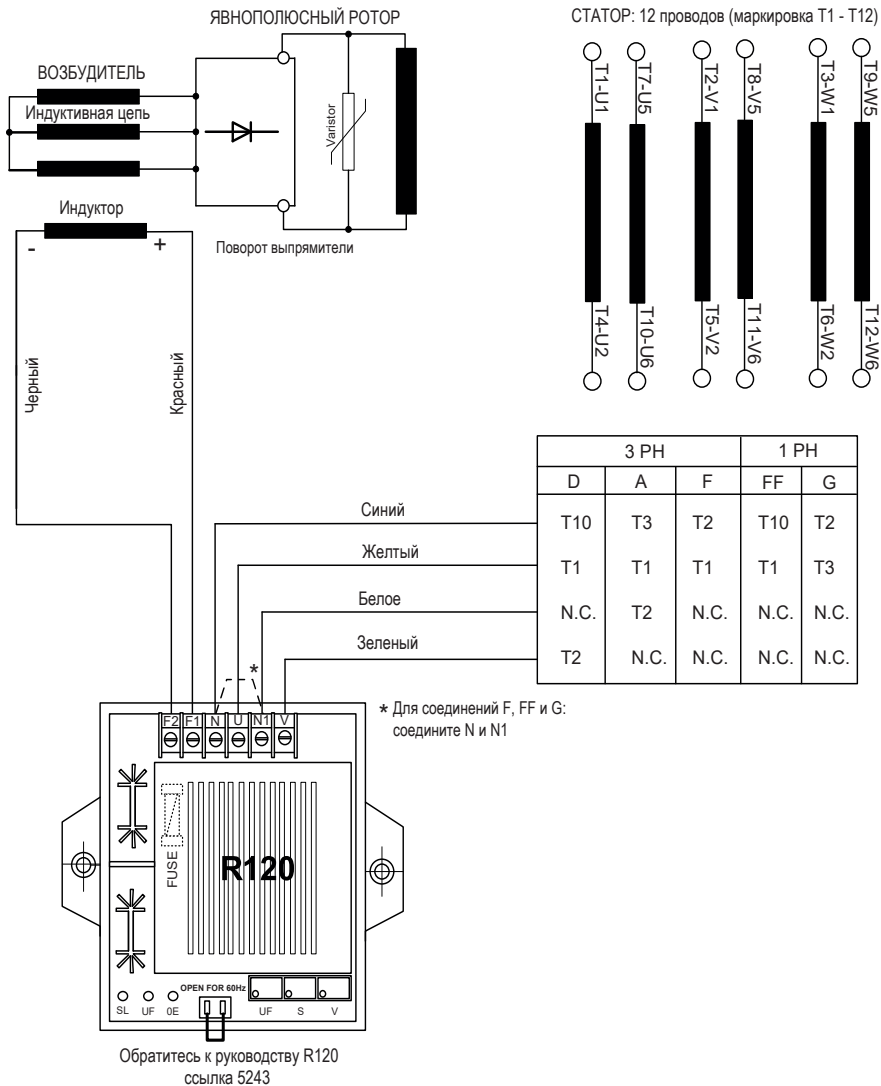 ЯВНОПОЛЮСНЫЙ РОТОР
СТАТОР: 12 проводов (маркировка T1 - T12)
ВОЗБУДИТЕЛЬ
Индуктивная цепь
Varistor
T1-U1
T7-U5
T2-V1
T8-V5
T3-W1
T9-W5
T4-U2
T10-U6
T5-V2
T11-V6
T6-W2
T12-W6
Индуктор
- +
Поворот выпрямители
Черный
Красный
3 PH 1 PH
D A F FF G
Синий T10 T3 T2 T10 T2
Желтый T1 T1 T1 T1 T3
Белое N.C. T2 N.C. N.C. N.C.
Зеленый T2 N.C. N.C. N.C. N.C.
*
* Для соединений F, FF и G:
соедините N и N1
F2 F1 N U N1 V
FUSE
R120
OPEN FOR 60Hz
SL UF 0E UF S V
Обратитесь к руководству R120
ссылка 5243